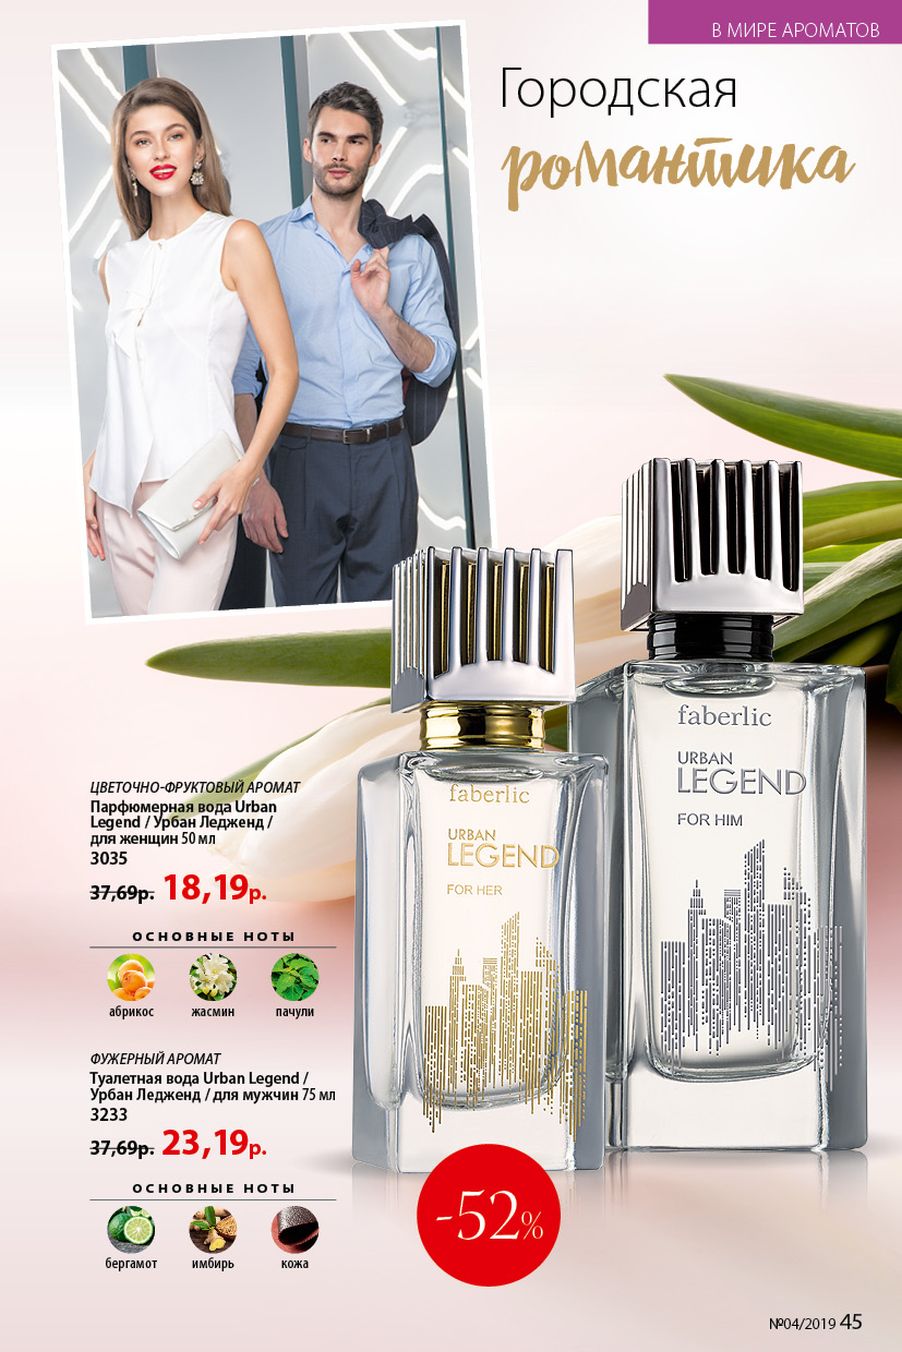 В МИРЕ АРОМАТОВ
Городская
романтика
faberlic
URBAN
LEGEND
FOR HIM
faberlic
URBAN
LEGEND
FOR HER
ЦВЕТОЧНО-ФРУКТОВЫЙ АРОМАТ
Парфюмерная вода Urban
Legend / Урбан Ледженд /
для женщин 50 мл
3035
37,69р. 18,19р.
ОСНОВНЫЕ НОТЫ
абрикос жасмин пачули
ФУЖЕРНЫЙ АРОМАТ
Туалетная вода Urban Legend /
Урбан Ледженд / для мужчин 75 мл
3233
37,69р. 23,19р.
ОСНОВНЫЕ НОТЫ
бергамот имбирь кожа
-52%
№04/2019 45